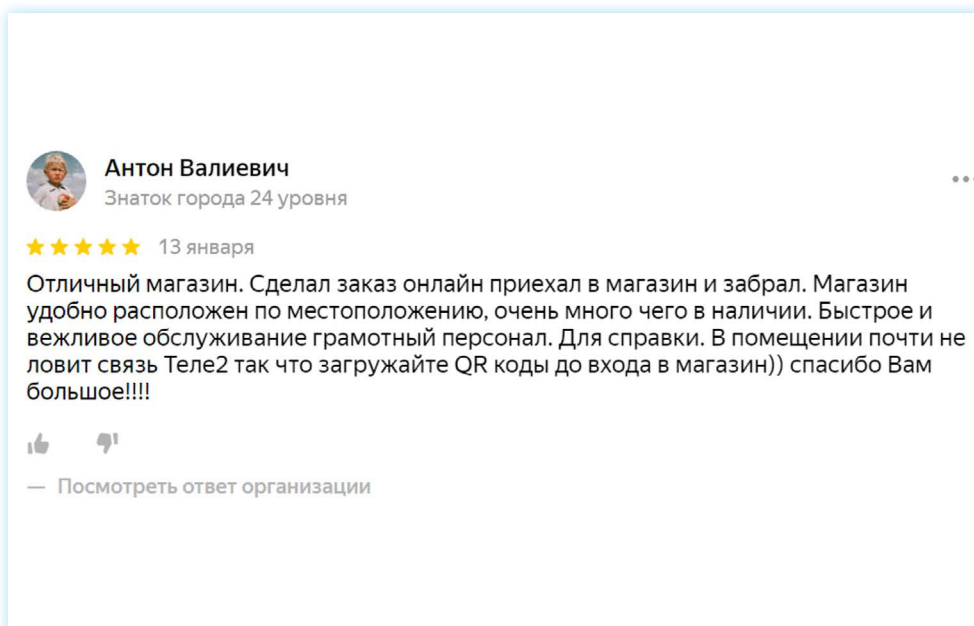 Антон Валиевич
Знаток города 24 уровня
13 января
Отличный магазин. Сделал заказ онлайн приехал в магазин и забрал. Магазин
удобно расположен по местоположению, очень много чего в наличии. Быстрое и
вежливое обслуживание грамотный персонал. Для справки. В помещении почти не
ловит связь Теле2 так что загружайте QR коды до входа в магазин)) спасибо Вам
большое!!!!
— Посмотреть ответ организации